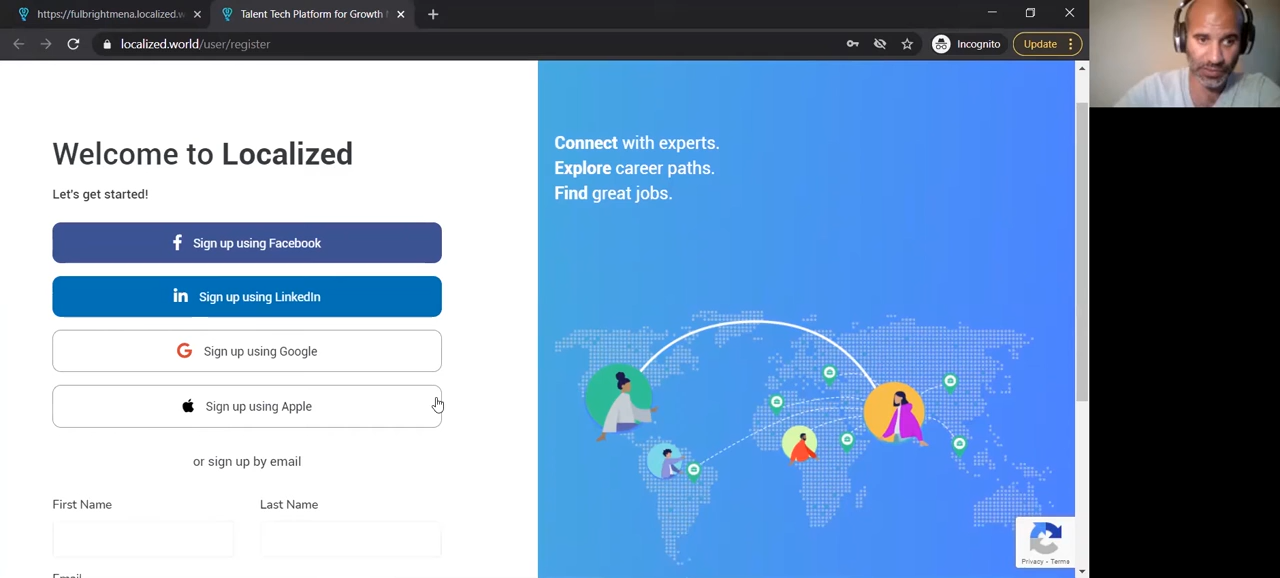 https://fulbrightmena.localized.w
Talent Tech Platform for Growth
localized.world/user/register
Incognito
Update
Welcome to Localized
Let's get started!
Sign up using Facebook
Sign up using LinkedIn
Sign up using Google
Sign up using Apple
or sign up by email
First Name
Last Name
Email
Connect with experts.
Explore career paths.
Find great jobs.
Privacy - Terms